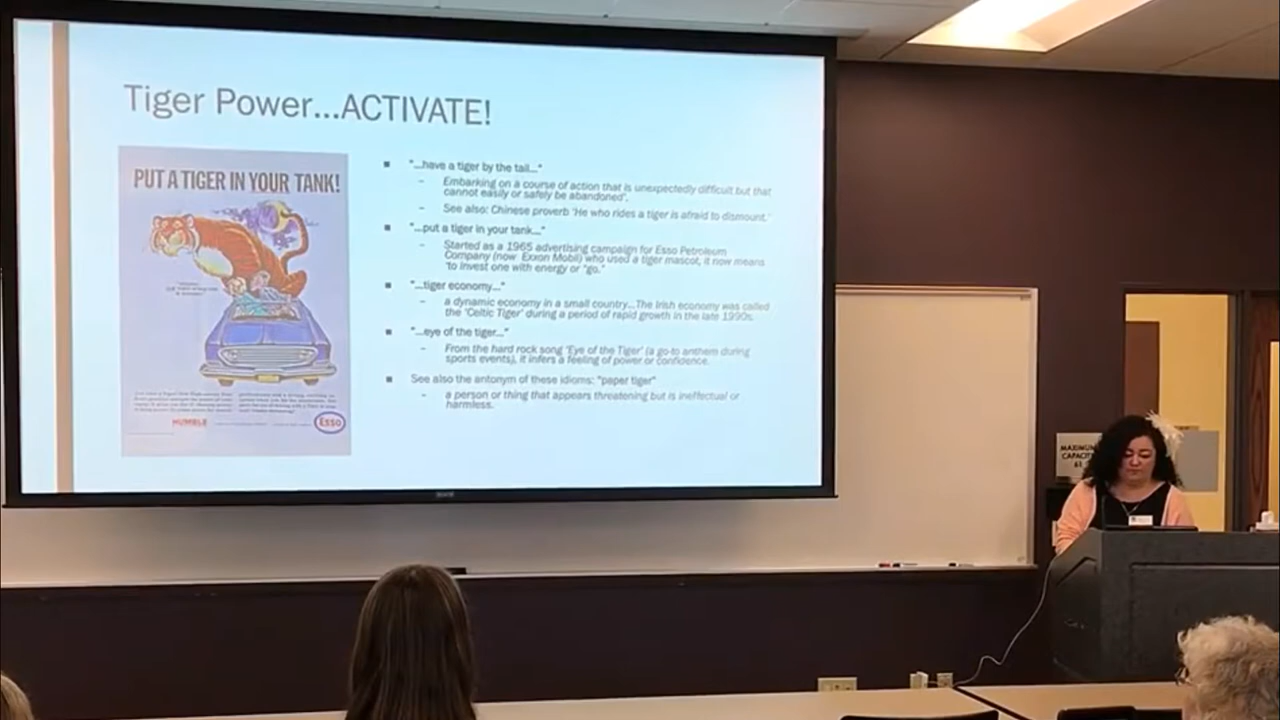 Tiger Power...ACTIVATE!
PUT A TIGER IN YOUR TANK!
HUMBLE
ESSO
▪ "...have a tiger by the tail..."
– Embarking on a course of action that is unexpectedly difficult but that
cannot easily or safely be abandoned'.
– See also: Chinese proverb 'He who rides a tiger is afraid to dismount.'
▪ "...put a tiger in your tank..."
– Started as a 1965 advertising campaign for Esso Petroleum
Company (now Exxon Mobil) who used a tiger mascot, it now means
'to invest one with energy or "go."
▪ "...tiger economy..."
– a dynamic economy in a small country...The Irish economy was called
the 'Celtic Tiger' during a period of rapid growth in the late 1990s.
▪ "...eye of the tiger..."
– From the hard rock song 'Eye of the Tiger' (a go-to anthem during
sports events), it infers a feeling of power or confidence.
▪ See also the antonym of these idioms: "paper tiger"
– a person or thing that appears threatening but is ineffectual or
harmless.
MAXIMUM
CAPACITY
61